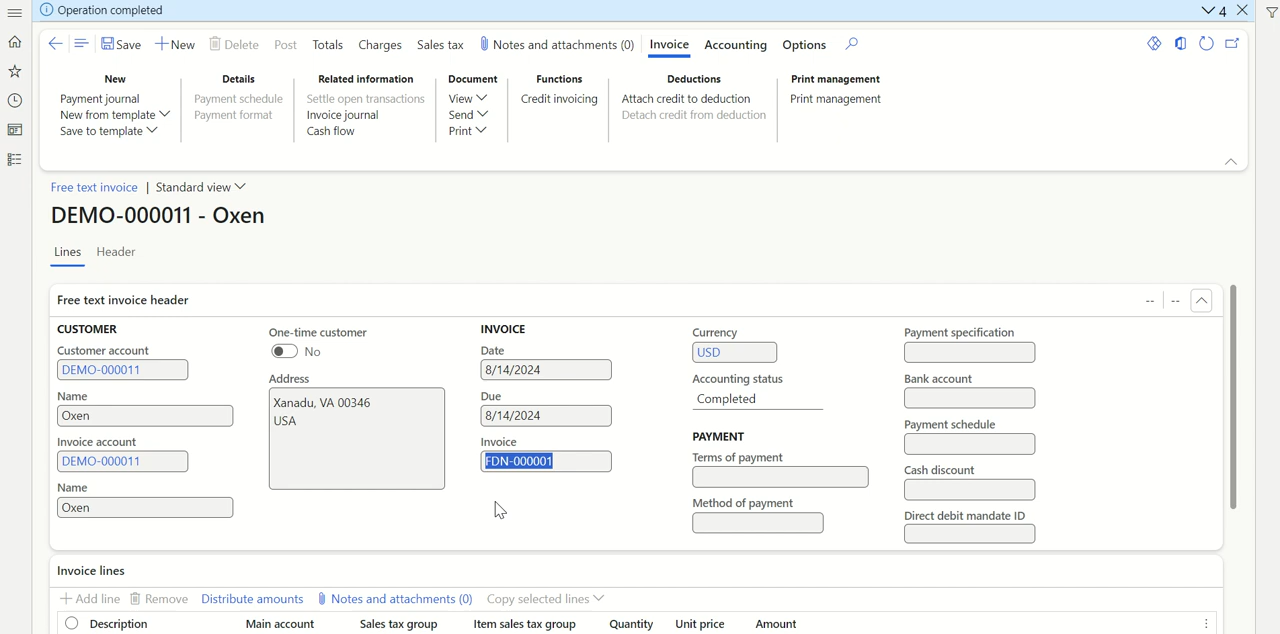 Operation completed
4
Save
New
Delete
Post
Totals
Charges
Sales tax
Notes and attachments (0)
Invoice
Accounting
Options
New
Payment journal
New from template
Save to template
Details
Payment schedule
Payment format
Related information
Settle open transactions
Invoice journal
Cash flow
Document
View
Send
Print
Functions
Credit invoicing
Deductions
Attach credit to deduction
Detach credit from deduction
Print management
Print management
Free text invoice | Standard view
DEMO-000011 - Oxen
Lines
Header
Free text invoice header
-- | --
CUSTOMER
Customer account
DEMO-000011
Name
Oxen
Invoice account
DEMO-000011
Name
Oxen
One-time customer
No
Address
Xanadu, VA 00346
USA
INVOICE
Date
8/14/2024
Due
8/14/2024
Invoice
FDN-000001
Currency
USD
Accounting status
Completed
PAYMENT
Terms of payment
Method of payment
Payment specification
Bank account
Payment schedule
Cash discount
Direct debit mandate ID
Invoice lines
Add line
Remove
Distribute amounts
Notes and attachments (0)
Copy selected lines
Description
Main account
Sales tax group
Item sales tax group
Quantity
Unit price
Amount